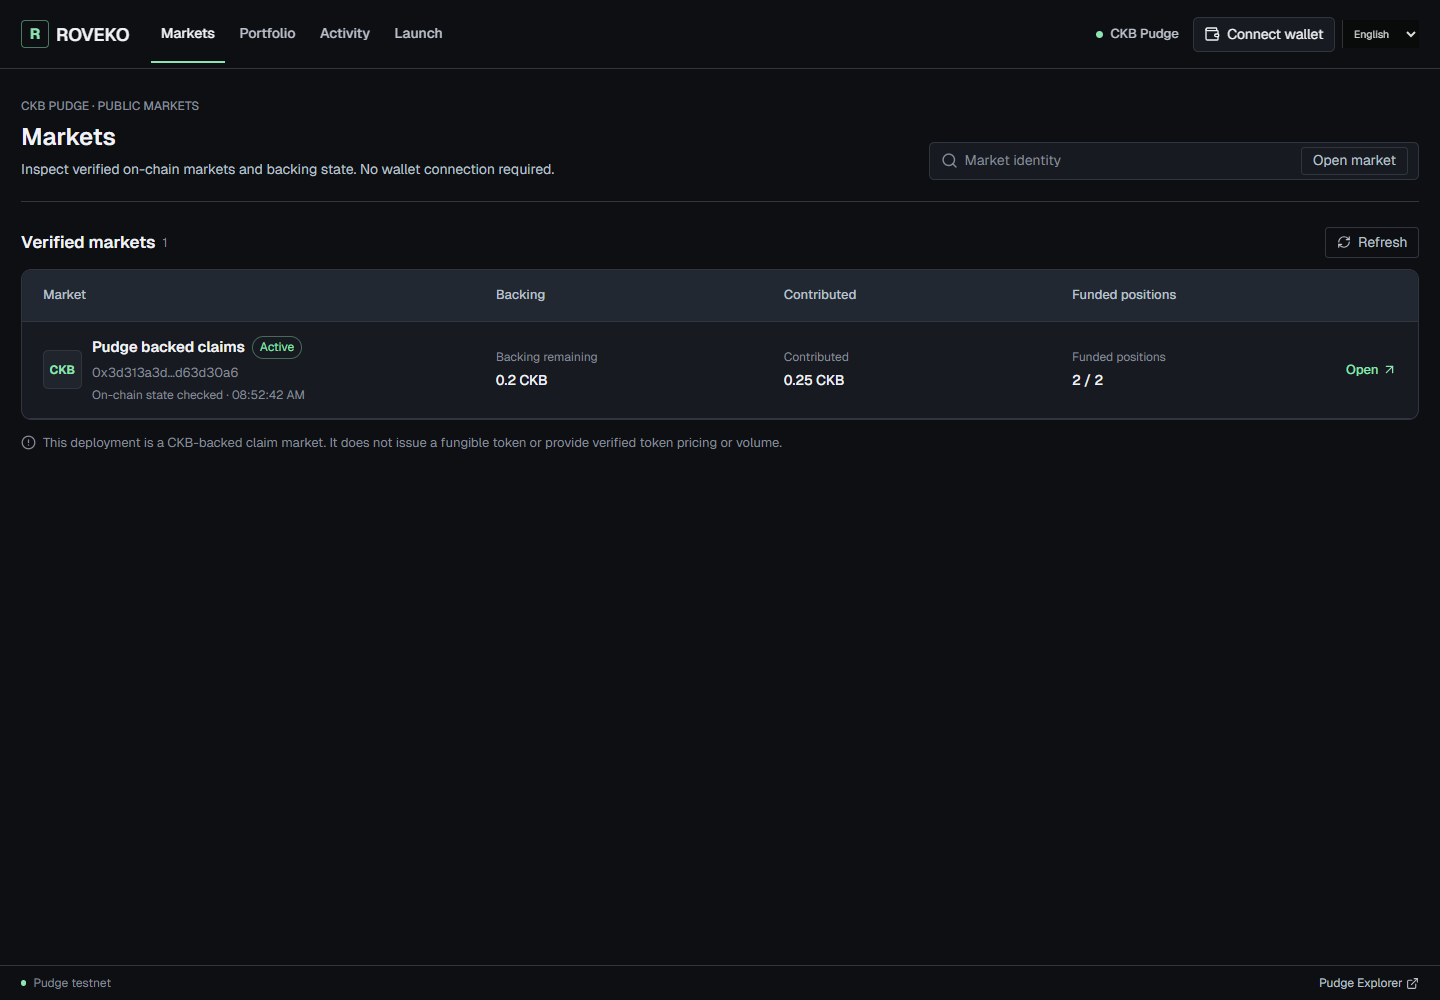 R ROVEKO Markets Portfolio Activity Launch CKB Pudge Connect wallet English
CKB PUDGE · PUBLIC MARKETS
Markets
Inspect verified on-chain markets and backing state. No wallet connection required.
Market identity Open market
Verified markets 1 Refresh
Market Backing Contributed Funded positions
CKB
Pudge backed claims Active
0x3d313a3d…d63d30a6
On-chain state checked · 08:52:42 AM
Backing remaining
0.2 CKB
Contributed
0.25 CKB
Funded positions
2 / 2
Open
This deployment is a CKB-backed claim market. It does not issue a fungible token or provide verified token pricing or volume.
Pudge testnet Pudge Explorer